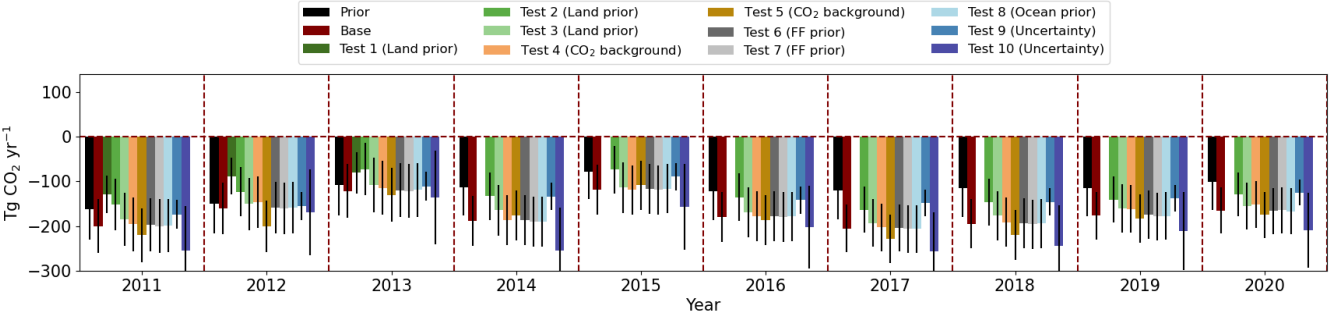 Prior
Base
Test 1 (Land prior)
Test 2 (Land prior)
Test 3 (Land prior)
Test 4 (CO₂ background)
Test 5 (CO₂ background)
Test 6 (FF prior)
Test 7 (FF prior)
Test 8 (Ocean prior)
Test 9 (Uncertainty)
Test 10 (Uncertainty)
Tg CO₂ yr⁻¹
100
0
−100
−200
−300
2011 2012 2013 2014 2015 2016 2017 2018 2019 2020
Year